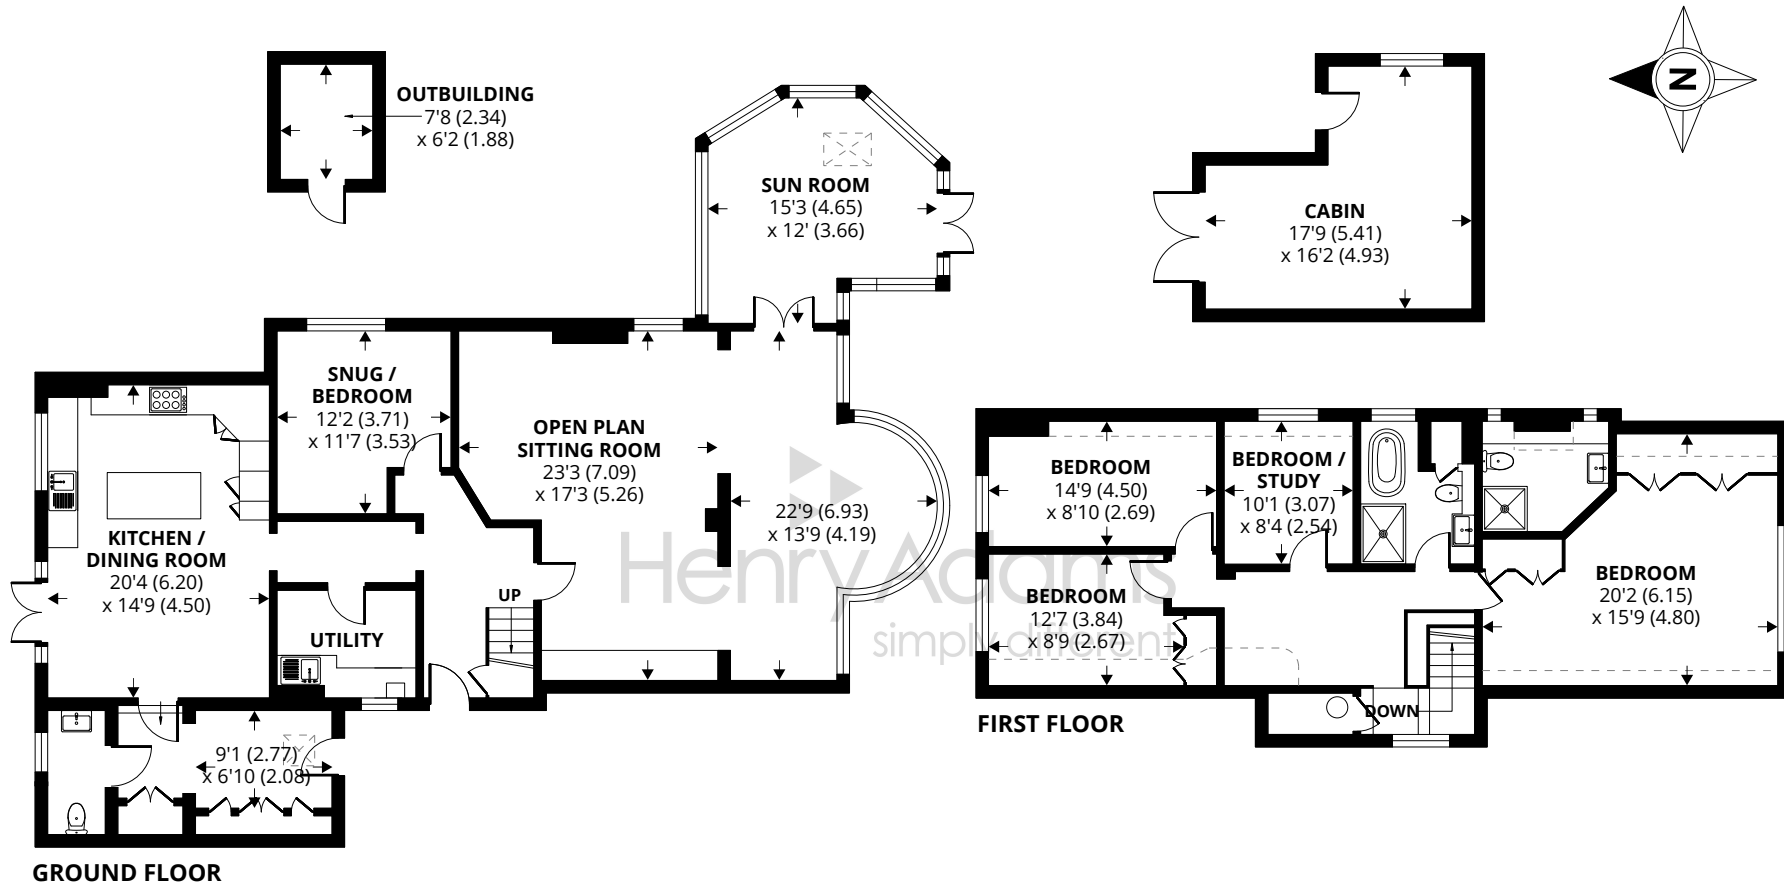 OUTBUILDING
7'8 (2.34)
x 6'2 (1.88)
SUN ROOM
15'3 (4.65)
x 12' (3.66)
CABIN
17'9 (5.41)
x 16'2 (4.93)
N
SNUG /
BEDROOM
12'2 (3.71)
x 11'7 (3.53)
OPEN PLAN
SITTING ROOM
23'3 (7.09)
x 17'3 (5.26)
22'9 (6.93)
x 13'9 (4.19)
KITCHEN /
DINING ROOM
20'4 (6.20)
x 14'9 (4.50)
UP
UTILITY
9'1 (2.77)
x 6'10 (2.08)
GROUND FLOOR
HenryAdams
simply different
BEDROOM
14'9 (4.50)
x 8'10 (2.69)
BEDROOM /
STUDY
10'1 (3.07)
x 8'4 (2.54)
BEDROOM
12'7 (3.84)
x 8'9 (2.67)
BEDROOM
20'2 (6.15)
x 15'9 (4.80)
DOWN
FIRST FLOOR